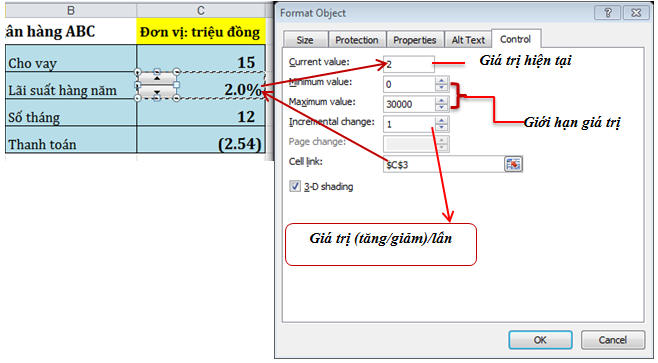 B
C
ân hàng ABC
Đơn vị: triệu đồng
Cho vay
15
Lãi suất hàng năm
2.0%
Số tháng
12
Thanh toán
(2.54)
Format Object
Size
Protection
Properties
Alt Text
Control
Current value:
2
Giá trị hiện tại
Minimum value:
0
Maximum value:
30000
Giới hạn giá trị
Incremental change:
1
Page change:
Cell link:
$C$3
3-D shading
Giá trị (tăng/giảm)/lần
OK
Cancel